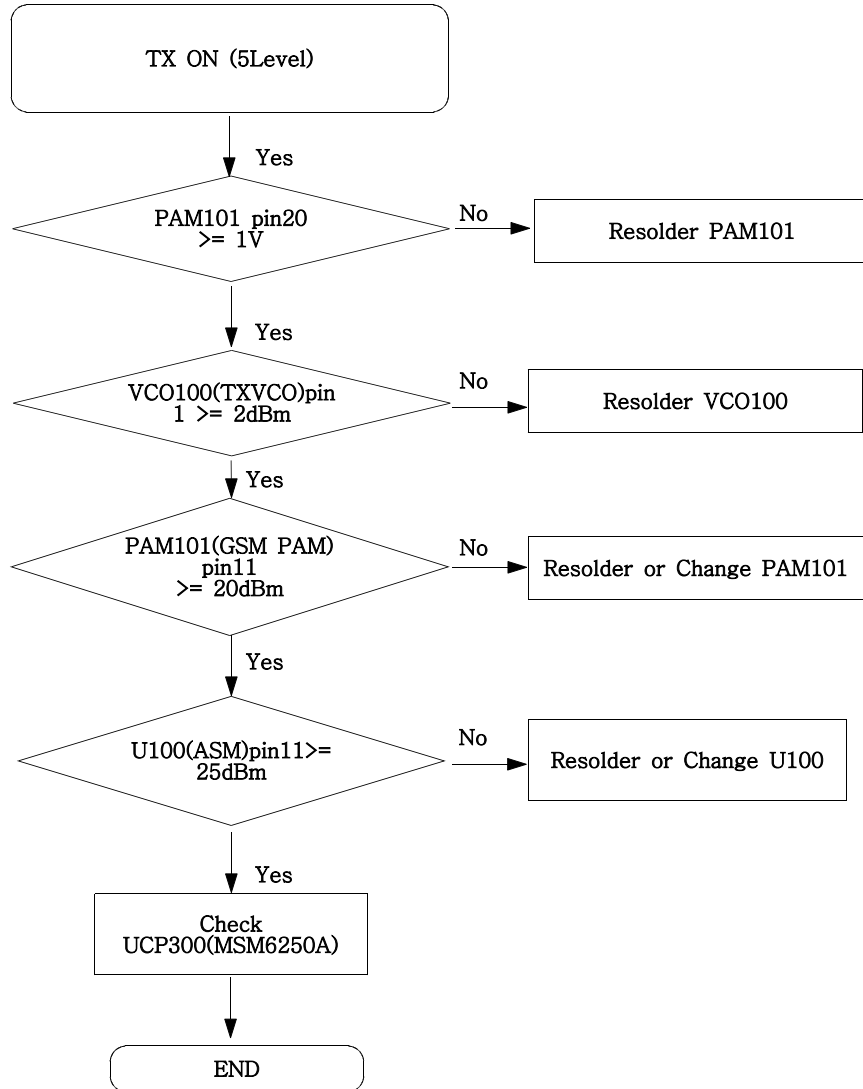 TX ON (5Level)
Yes
PAM101 pin20
>= 1V
No
Resolder PAM101
Yes
VCO100(TXVCO)pin
1 >= 2dBm
No
Resolder VCO100
Yes
PAM101(GSM PAM)
pin11
>= 20dBm
No
Resolder or Change PAM101
Yes
U100(ASM)pin11>=
25dBm
No
Resolder or Change U100
Yes
Check
UCP300(MSM6250A)
END